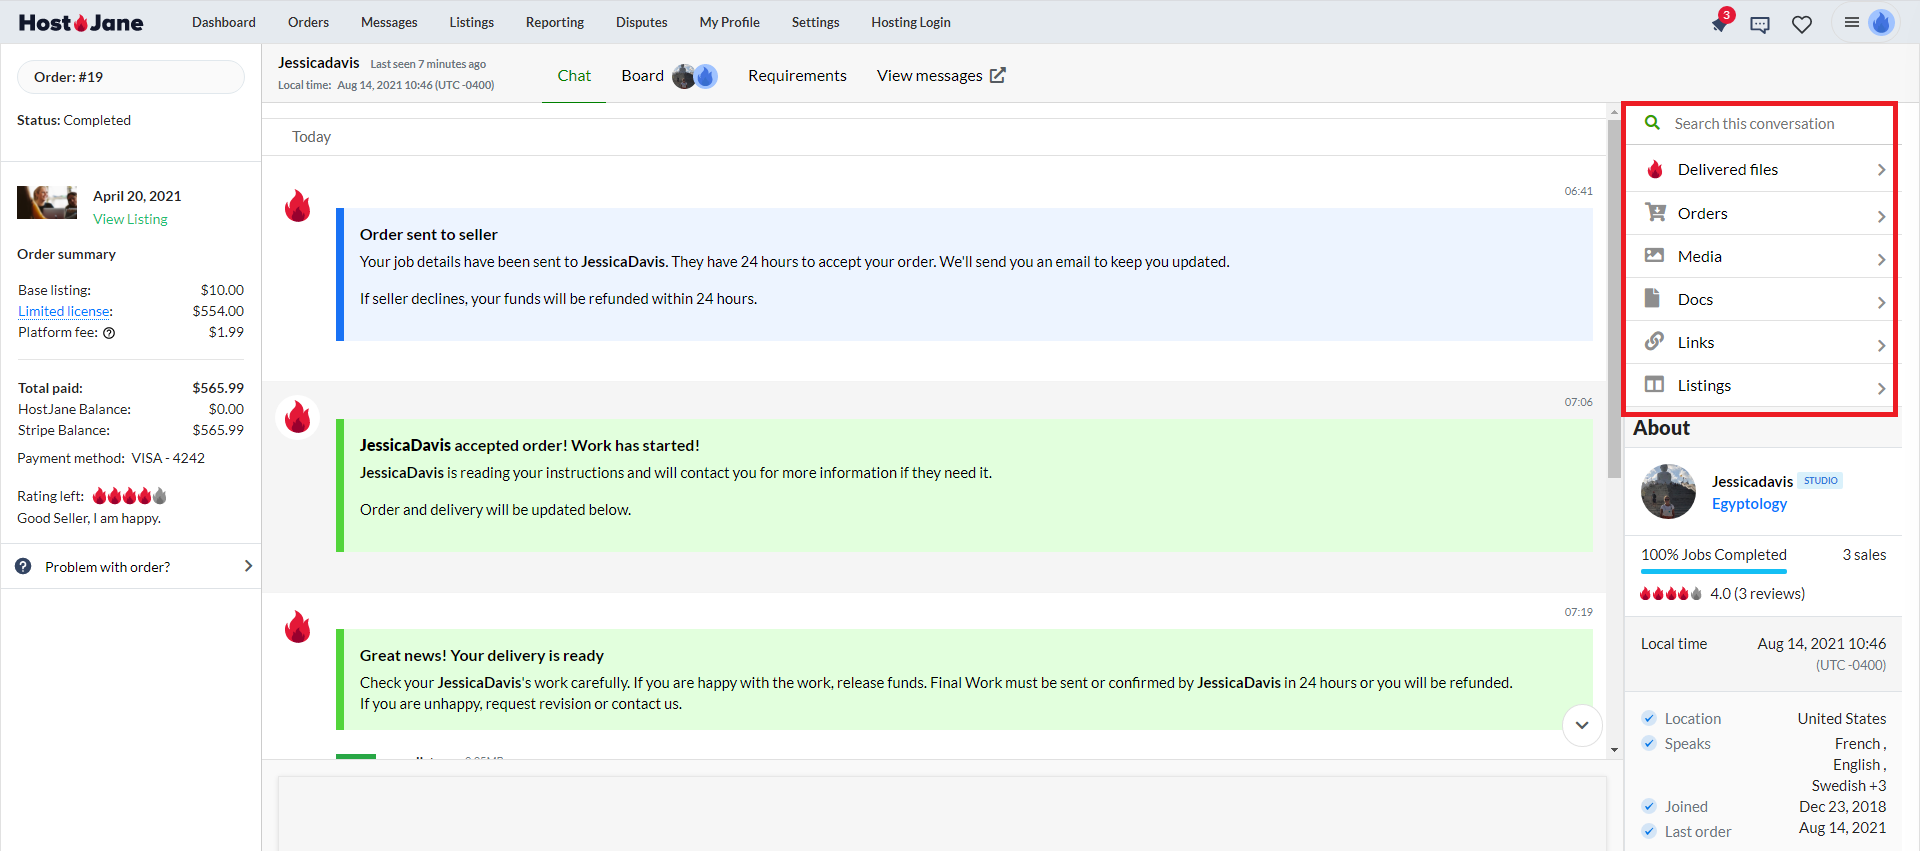 Host Jane
Dashboard Orders Messages Listings Reporting Disputes My Profile Settings Hosting Login
3
Order: #19
Status: Completed
April 20, 2021
View Listing
Order summary
Base listing: $10.00
Limited license: $554.00
Platform fee: $1.99
Total paid: $565.99
HostJane Balance: $0.00
Stripe Balance: $565.99
Payment method: VISA - 4242
Rating left:
Good Seller, I am happy.
Problem with order?
Jessicadavis Last seen 7 minutes ago
Local time: Aug 14, 2021 10:46 (UTC -0400)
Chat Board Requirements View messages
Today
06:41
Order sent to seller
Your job details have been sent to JessicaDavis. They have 24 hours to accept your order. We'll send you an email to keep you updated.
If seller declines, your funds will be refunded within 24 hours.
07:06
JessicaDavis accepted order! Work has started!
JessicaDavis is reading your instructions and will contact you for more information if they need it.
Order and delivery will be updated below.
07:19
Great news! Your delivery is ready
Check your JessicaDavis's work carefully. If you are happy with the work, release funds. Final Work must be sent or confirmed by JessicaDavis in 24 hours or you will be refunded.
If you are unhappy, request revision or contact us.
Search this conversation
Delivered files
Orders
Media
Docs
Links
Listings
About
Jessicadavis STUDIO
Egyptology
100% Jobs Completed 3 sales
4.0 (3 reviews)
Local time Aug 14, 2021 10:46
(UTC -0400)
Location United States
Speaks French ,
English ,
Swedish +3
Joined Dec 23, 2018
Last order Aug 14, 2021